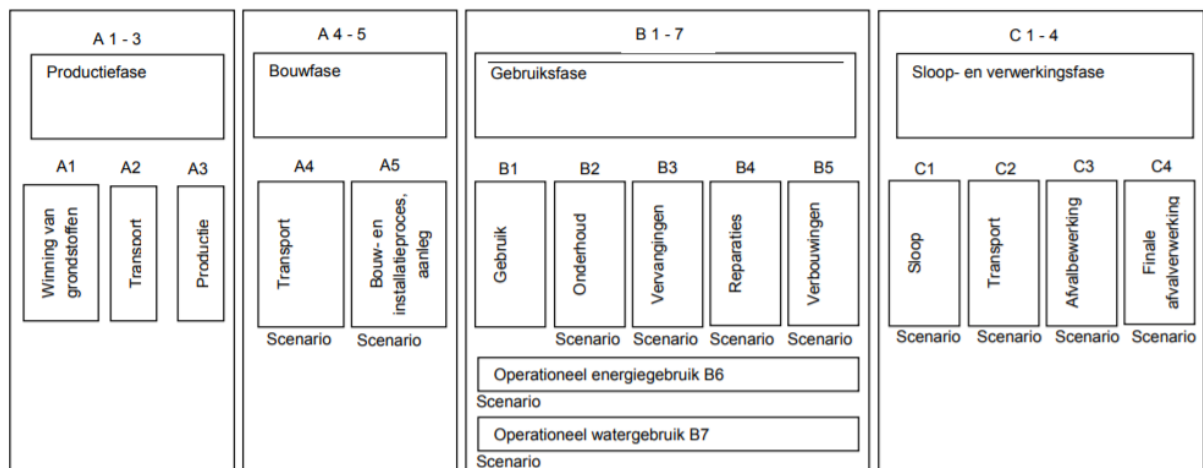 A 1 - 3
Productiefase
A1
A2
A3
Winning van
grondstoffen
Transport
Productie
A 4 - 5
Bouwfase
A4
A5
Transport
Bouw- en
installatieproces,
aanleg
Scenario
Scenario
B 1 - 7
Gebruiksfase
B1
B2
B3
B4
B5
Gebruik
Onderhoud
Vervangingen
Reparaties
Verbouwingen
Scenario
Scenario
Scenario
Scenario
Operationeel energiegebruik B6
Scenario
Operationeel watergebruik B7
Scenario
C 1 - 4
Sloop- en verwerkingsfase
C1
C2
C3
C4
Sloop
Transport
Afvalbewerking
Finale
afvalverwerking
Scenario
Scenario
Scenario
Scenario